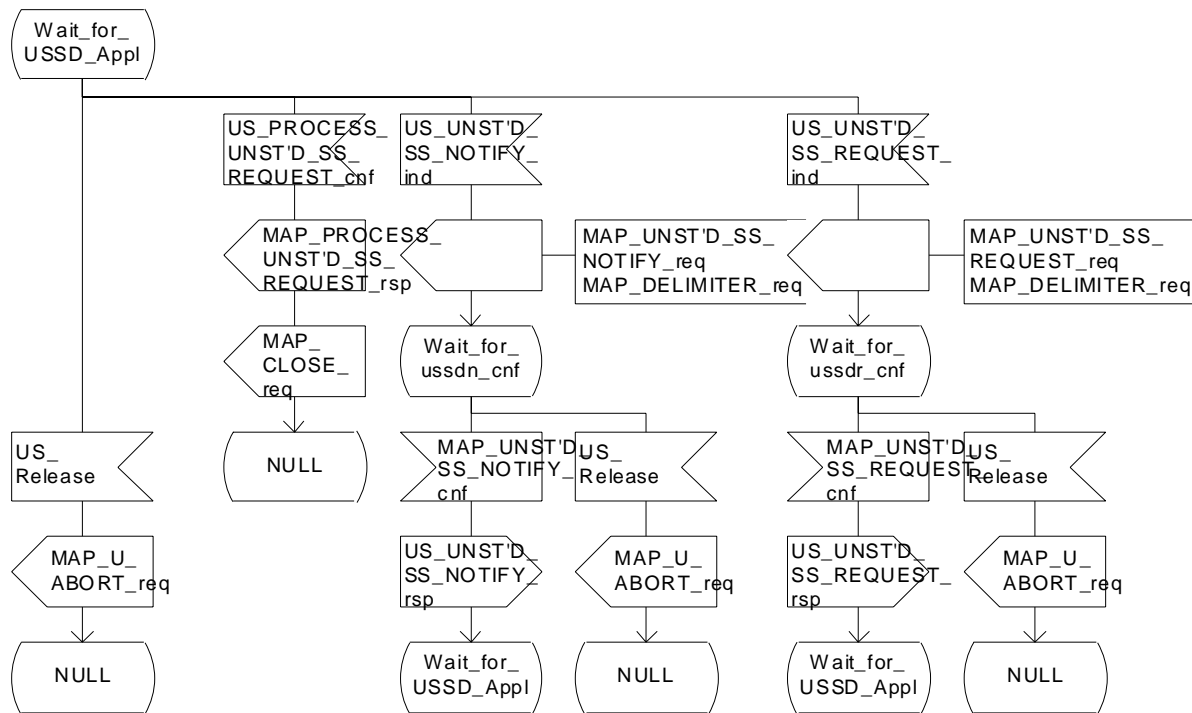 Wait_for_
USSD_Appl
US_PROCESS_
UNST'D_SS_
REQUEST_cnf
US_UNST'D_
SS_NOTIFY_
ind
US_UNST'D_
SS_REQUEST_
ind
MAP_PROCESS_
UNST'D_SS_
REQUEST_rsp
MAP_UNST'D_SS_
NOTIFY_req
MAP_DELIMITER_req
MAP_UNST'D_SS_
REQUEST_req
MAP_DELIMITER_req
MAP_
CLOSE_
req
Wait_for_
ussdn_cnf
Wait_for_
ussdr_cnf
US_
Release
NULL
MAP_UNST'D_
SS_NOTIFY_
cnf
US_
Release
MAP_UNST'D_
SS_REQUEST_
cnf
US_
Release
MAP_U_
ABORT_req
US_UNST'D_
SS_NOTIFY_
rsp
MAP_U_
ABORT_req
US_UNST'D_
SS_REQUEST_
rsp
MAP_U_
ABORT_req
NULL
Wait_for_
USSD_Appl
NULL
Wait_for_
USSD_Appl
NULL